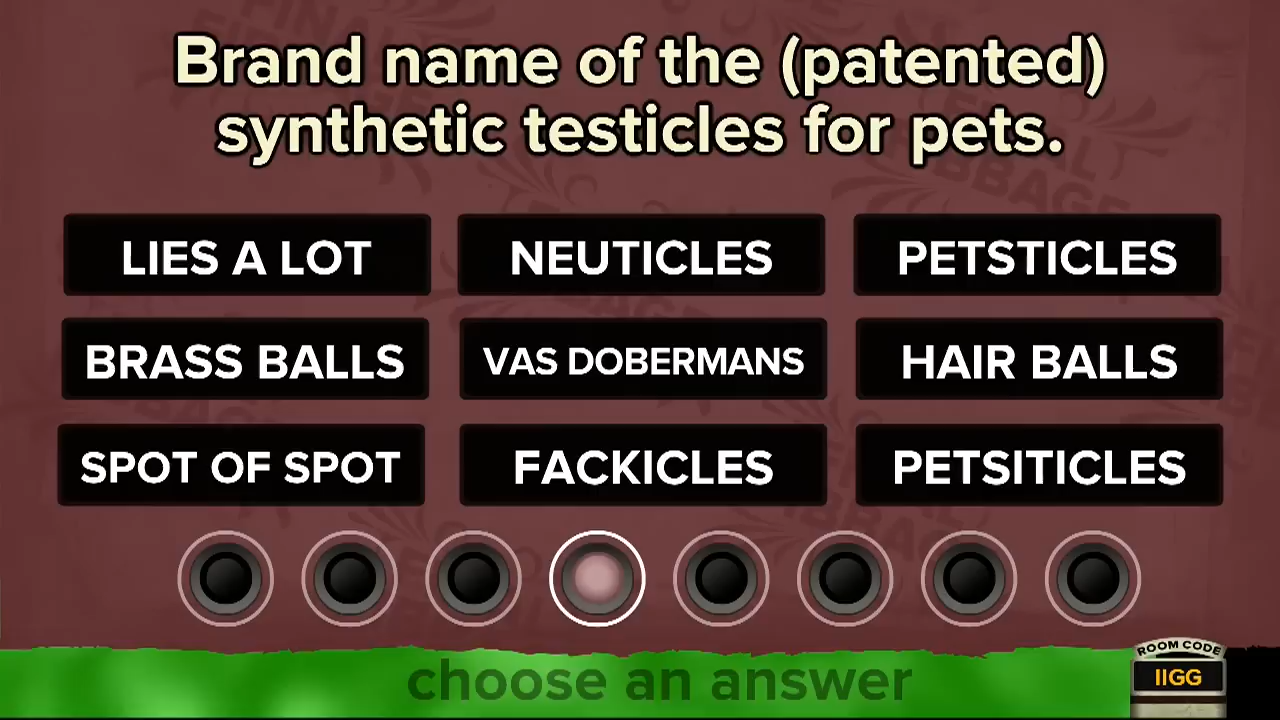 Brand name of the (patented)
synthetic testicles for pets.
LIES A LOT
NEUTICLES
PETSTICLES
BRASS BALLS
VAS DOBERMANS
HAIR BALLS
SPOT OF SPOT
FACKICLES
PETSITICLES
choose an answer
ROOM CODE
IIGG